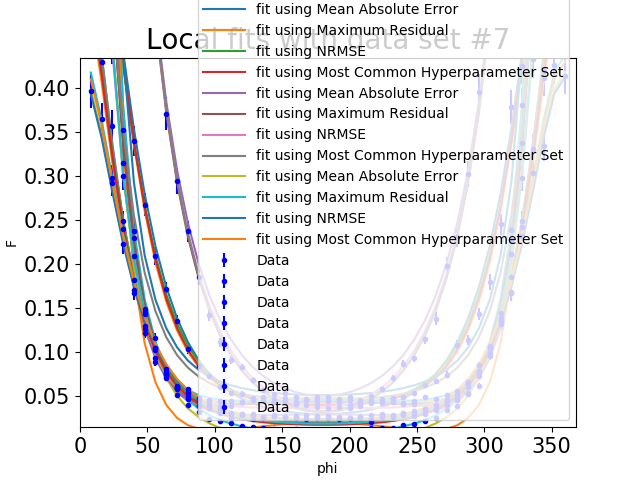 Local fits with data set #7
fit using Mean Absolute Error
fit using Maximum Residual
fit using NRMSE
fit using Most Common Hyperparameter Set
fit using Mean Absolute Error
fit using Maximum Residual
fit using NRMSE
fit using Most Common Hyperparameter Set
fit using Mean Absolute Error
fit using Maximum Residual
fit using NRMSE
fit using Most Common Hyperparameter Set
Data
Data
Data
Data
Data
Data
Data
Data
F
0.40
0.35
0.30
0.25
0.20
0.15
0.10
0.05
0 50 100 150 200 250 300 350
phi